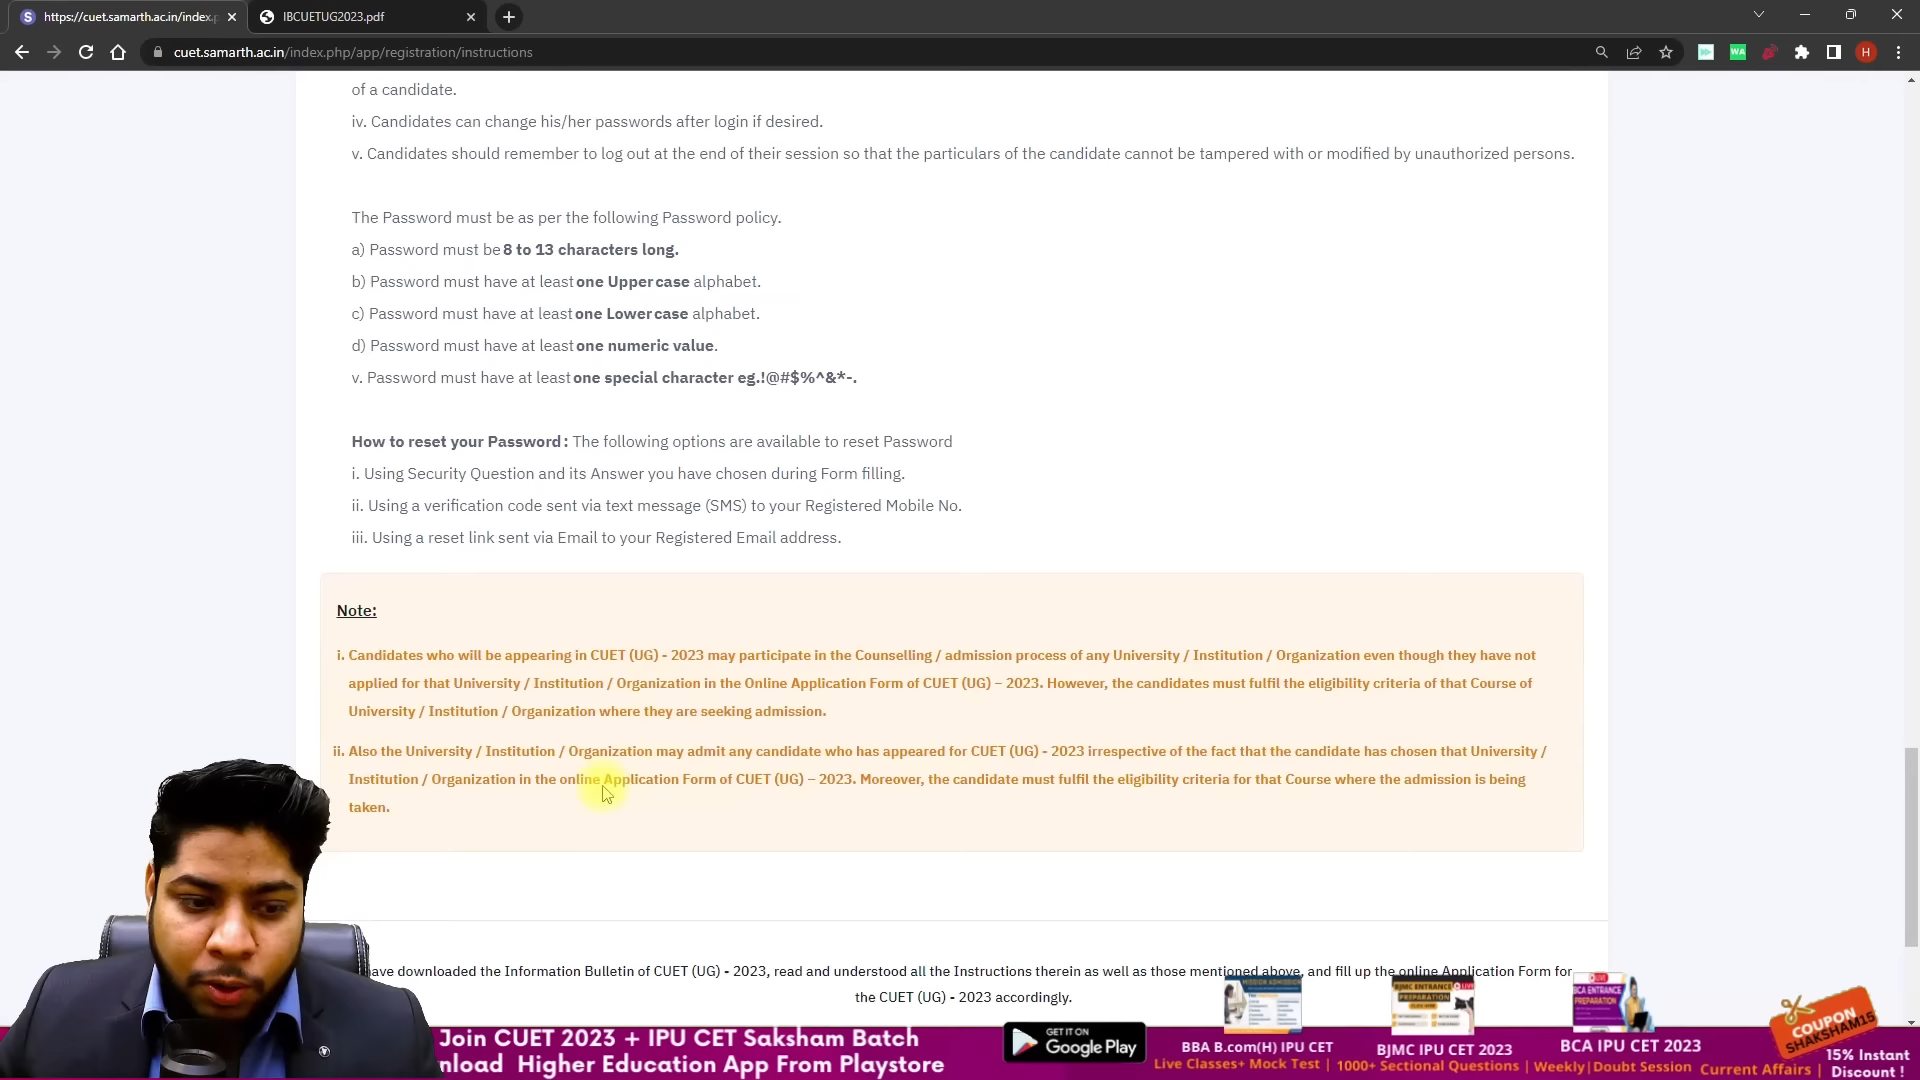 https://cuet.samarth.ac.in/index.p
IBCUETUG2023.pdf
cuet.samarth.ac.in/index.php/app/registration/instructions
WA
H
of a candidate.
iv. Candidates can change his/her passwords after login if desired.
v. Candidates should remember to log out at the end of their session so that the particulars of the candidate cannot be tampered with or modified by unauthorized persons.
The Password must be as per the following Password policy.
a) Password must be 8 to 13 characters long.
b) Password must have at least one Upper case alphabet.
c) Password must have at least one Lower case alphabet.
d) Password must have at least one numeric value.
v. Password must have at least one special character eg.!@#$%^&*-.
How to reset your Password : The following options are available to reset Password
i. Using Security Question and its Answer you have chosen during Form filling.
ii. Using a verification code sent via text message (SMS) to your Registered Mobile No.
iii. Using a reset link sent via Email to your Registered Email address.
Note:
i. Candidates who will be appearing in CUET (UG) - 2023 may participate in the Counselling / admission process of any University / Institution / Organization even though they have not
applied for that University / Institution / Organization in the Online Application Form of CUET (UG) – 2023. However, the candidates must fulfil the eligibility criteria of that Course of
University / Institution / Organization where they are seeking admission.
ii. Also the University / Institution / Organization may admit any candidate who has appeared for CUET (UG) - 2023 irrespective of the fact that the candidate has chosen that University /
Institution / Organization in the online Application Form of CUET (UG) – 2023. Moreover, the candidate must fulfil the eligibility criteria for that Course where the admission is being
taken.
have downloaded the Information Bulletin of CUET (UG) - 2023, read and understood all the Instructions therein as well as those mentioned above, and fill up the online Application Form for
the CUET (UG) - 2023 accordingly.
Join CUET 2023 + IPU CET Saksham Batch
nload Higher Education App From Playstore
GET IT ON
Google Play
MISSION ADMISSION
BJMC ENTRANCE
PREPARATION
LIVE
BCA ENTRANCE
PREPARATION
BBA B.com(H) IPU CET
BJMC IPU CET 2023
BCA IPU CET 2023
Live Classes+ Mock Test | 1000+ Sectional Questions | Weekly|Doubt Session Current Affairs |
COUPON
SHAKSHAM15
15% Instant
Discount !